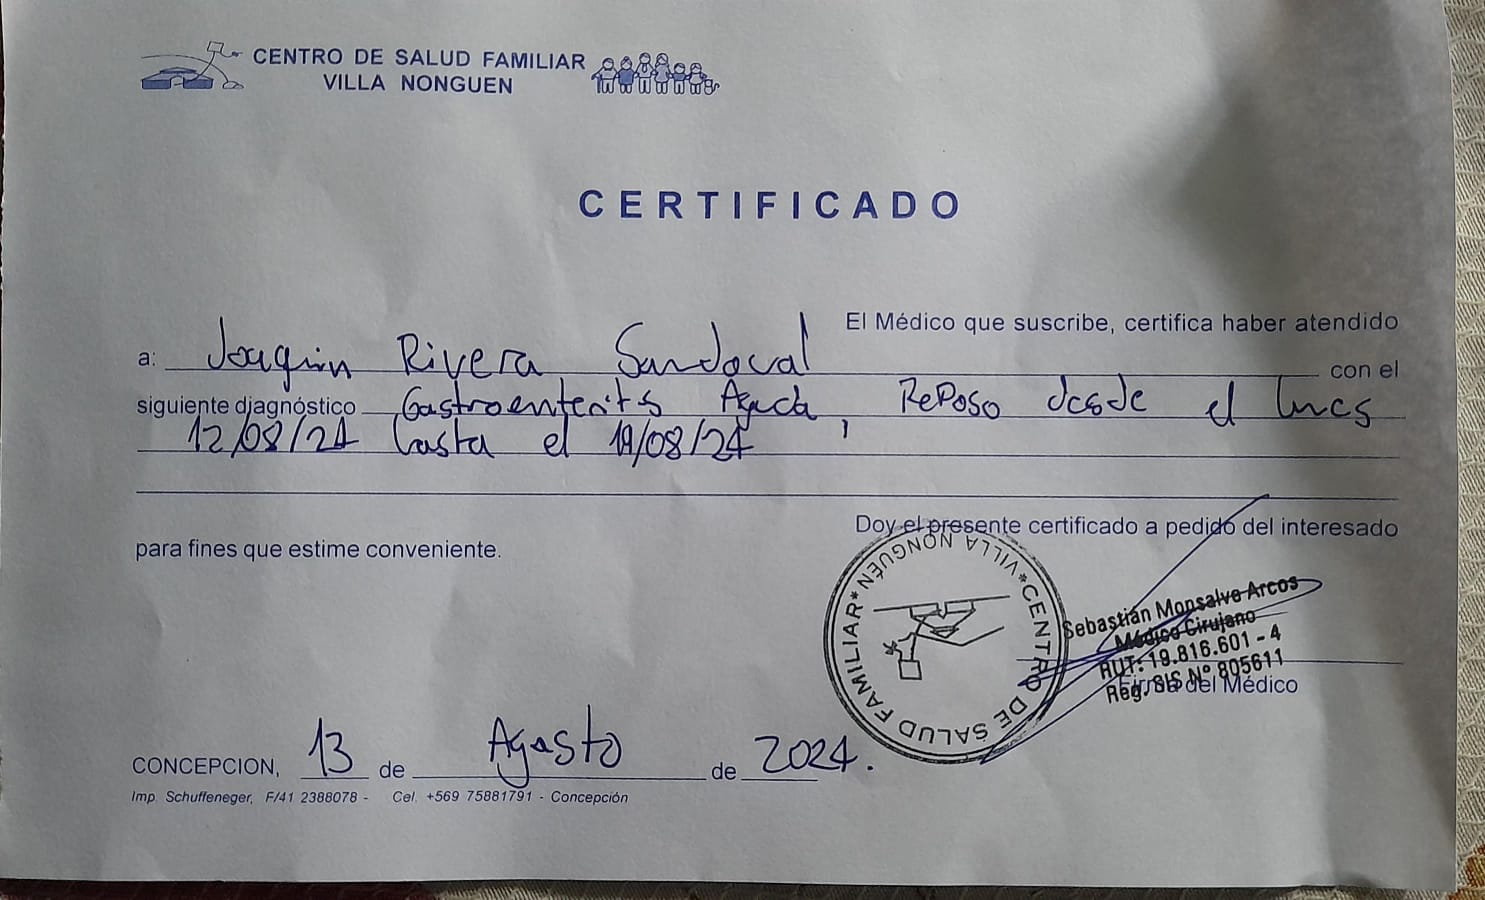 CENTRO DE SALUD FAMILIAR
VILLA NONGUEN
CERTIFICADO
El Médico que suscribe, certifica haber atendido
a: Joaquin Rivera Sandoval con el
siguiente diagnóstico Gastroenteritis Aguda, Reposo desde el lunes
12/08/24 hasta el /08/24
Doy el presente certificado a pedido del interesado
para fines que estime conveniente.
*CENTRO DE SALUD FAMILIAR*VILLA NONGUÉN
Sebastián Monsalve Arcos
Médico Cirujano
RUT: 19.816.601 - 4
Reg. SIS N° 805611
Firma del Médico
CONCEPCION, 13 de Agosto de 2024.
Imp. Schuffeneger, F/41 2388078 - Cel. +569 75881791 - Concepción